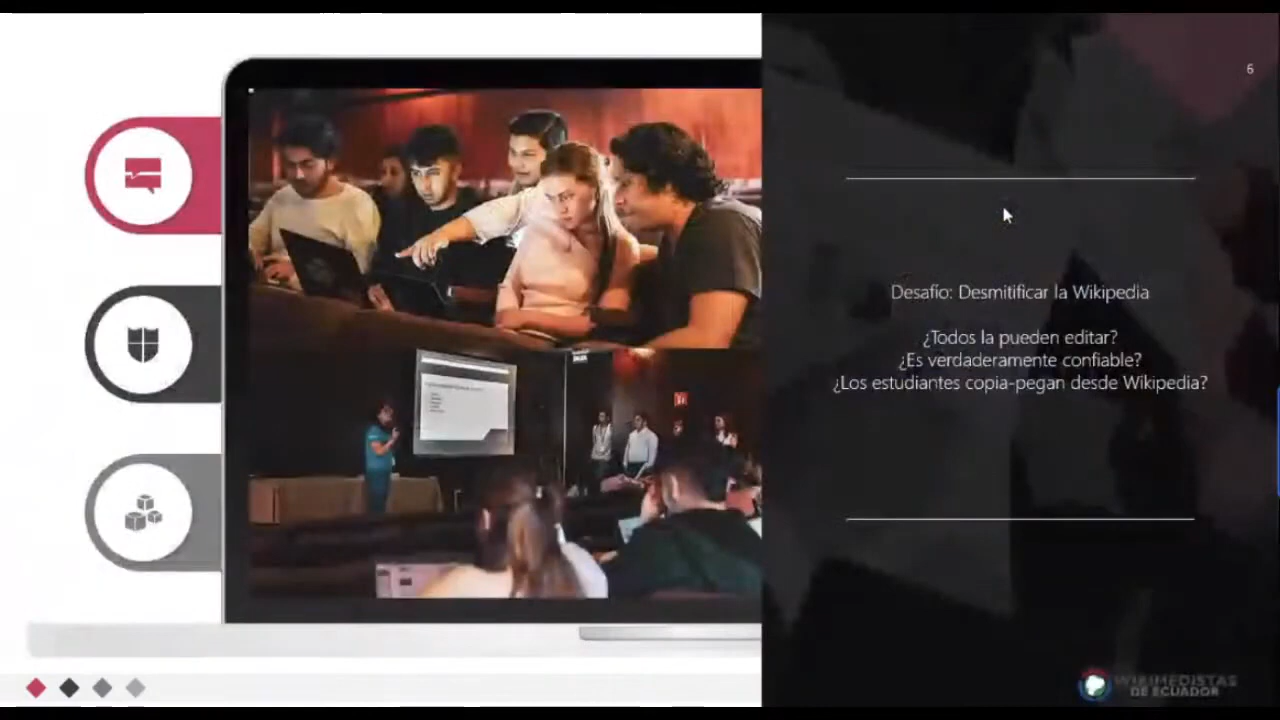 6
Desafío: Desmitificar la Wikipedia
¿Todos la pueden editar?
¿Es verdaderamente confiable?
¿Los estudiantes copia-pegan desde Wikipedia?
WIKIMEDISTAS
DE ECUADOR